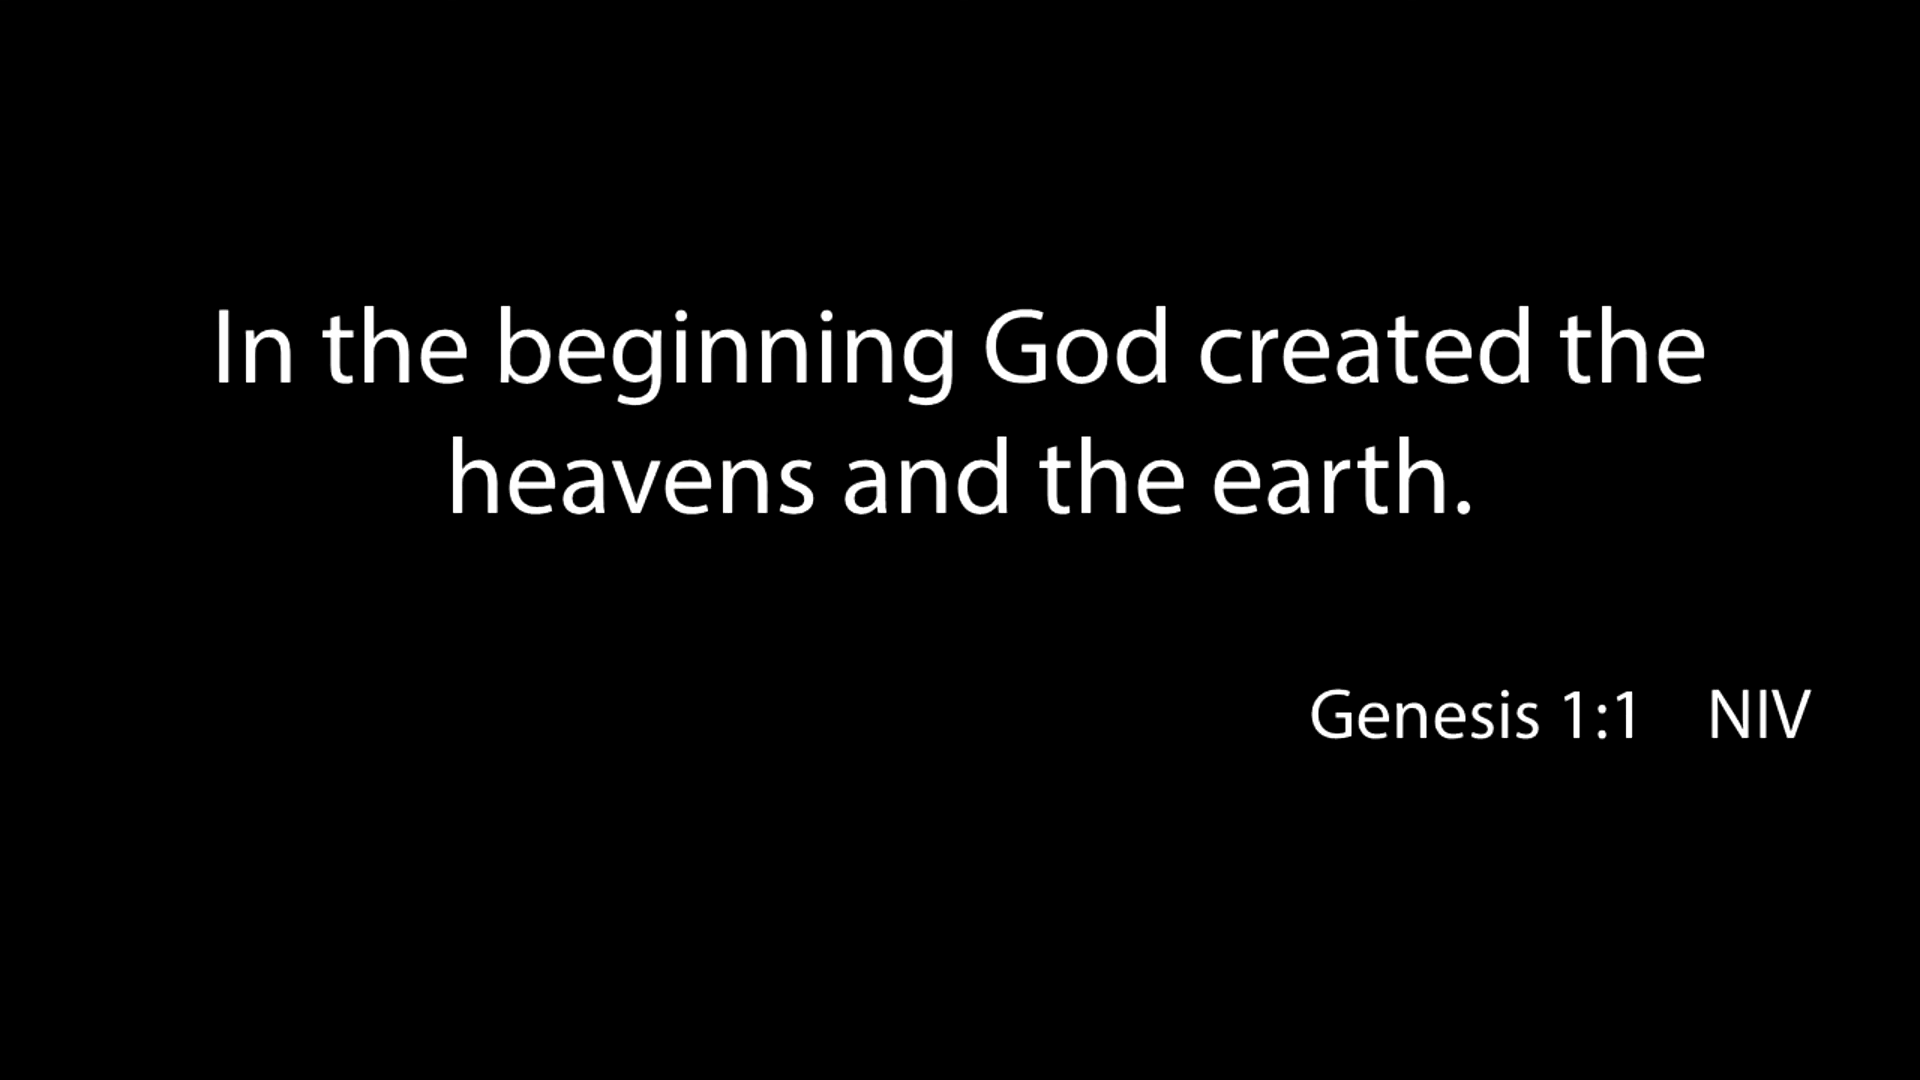 In the beginning God created the
heavens and the earth.
Genesis 1:1 NIV